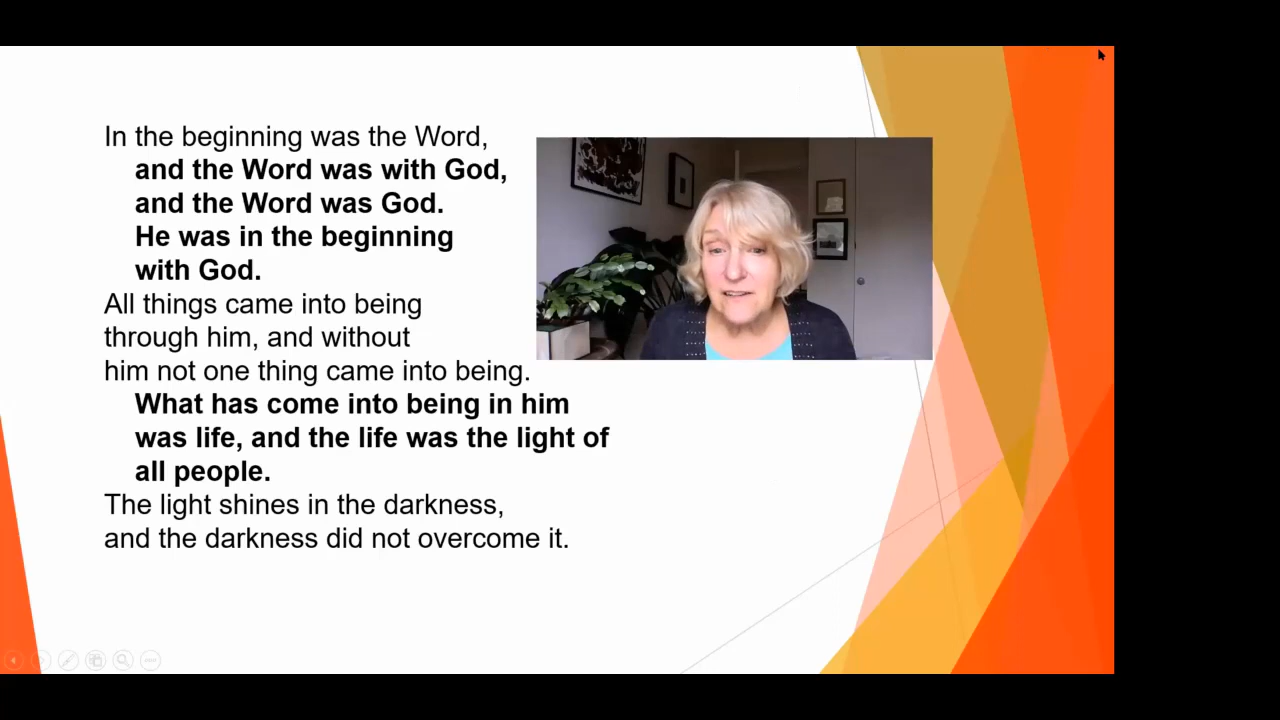 In the beginning was the Word,
and the Word was with God,
and the Word was God.
He was in the beginning
with God.
All things came into being
through him, and without
him not one thing came into being.
What has come into being in him
was life, and the life was the light of
all people.
The light shines in the darkness,
and the darkness did not overcome it.